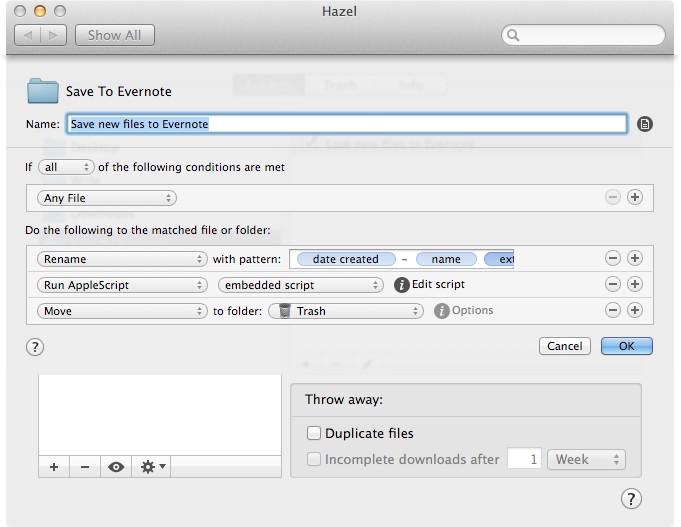 Hazel
Show All
Save To Evernote
Name: Save new files to Evernote
If all of the following conditions are met
Any File
Do the following to the matched file or folder:
Rename with pattern: date created – name ext
Run AppleScript embedded script Edit script
Move to folder: Trash Options
? Cancel OK
Throw away:
Duplicate files
Incomplete downloads after 1 Week
?